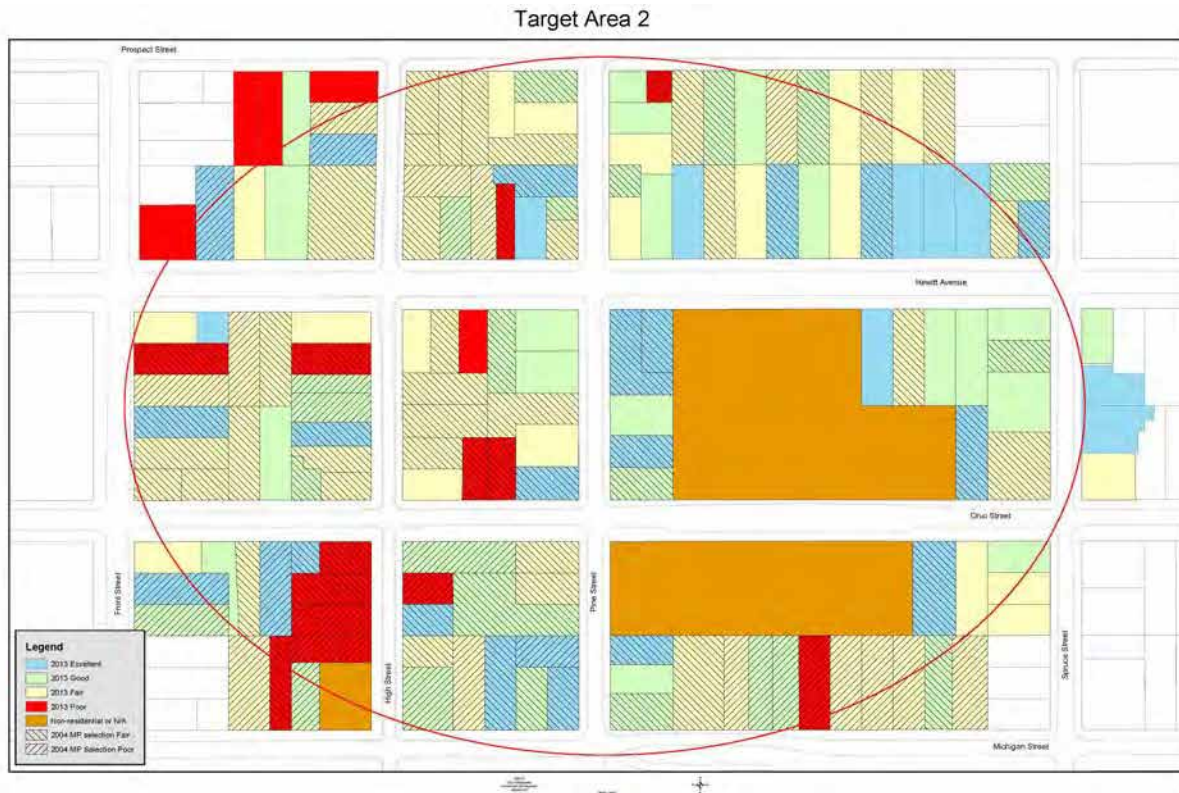 Target Area 2
Prospect Street
Hewitt Avenue
Cruc Street
Front Street
High Street
Pine Street
Spruce Street
Michigan Street
Legend
2013 Excellent
2013 Good
2013 Fair
2013 Poor
Non-residential or N/A
2004 MP selection Fair
2004 MP Selection Poor